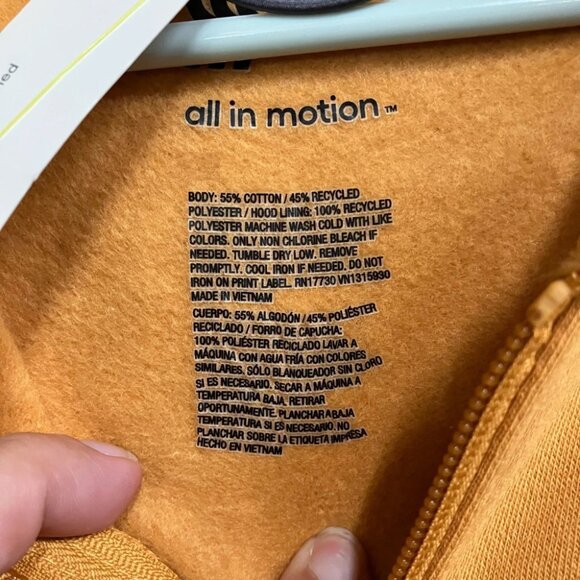 all in motion™
BODY: 55% COTTON / 45% RECYCLED
POLYESTER / HOOD LINING: 100% RECYCLED
POLYESTER MACHINE WASH COLD WITH LIKE
COLORS. ONLY NON CHLORINE BLEACH IF
NEEDED. TUMBLE DRY LOW. REMOVE
PROMPTLY. COOL IRON IF NEEDED. DO NOT
IRON ON PRINT LABEL. RN17730 VN1315930
MADE IN VIETNAM
CUERPO: 55% ALGODÓN / 45% POLIÉSTER
RECICLADO / FORRO DE CAPUCHA:
100% POLIÉSTER RECICLADO LAVAR A
MÁQUINA CON AGUA FRÍA CON COLORES
SIMILARES. SÓLO BLANQUEADOR SIN CLORO
SI ES NECESARIO. SECAR A MÁQUINA A
TEMPERATURA BAJA. RETIRAR
OPORTUNAMENTE. PLANCHAR A BAJA
TEMPERATURA SI ES NECESARIO. NO
PLANCHAR SOBRE LA ETIQUETA IMPRESA
HECHO EN VIETNAM